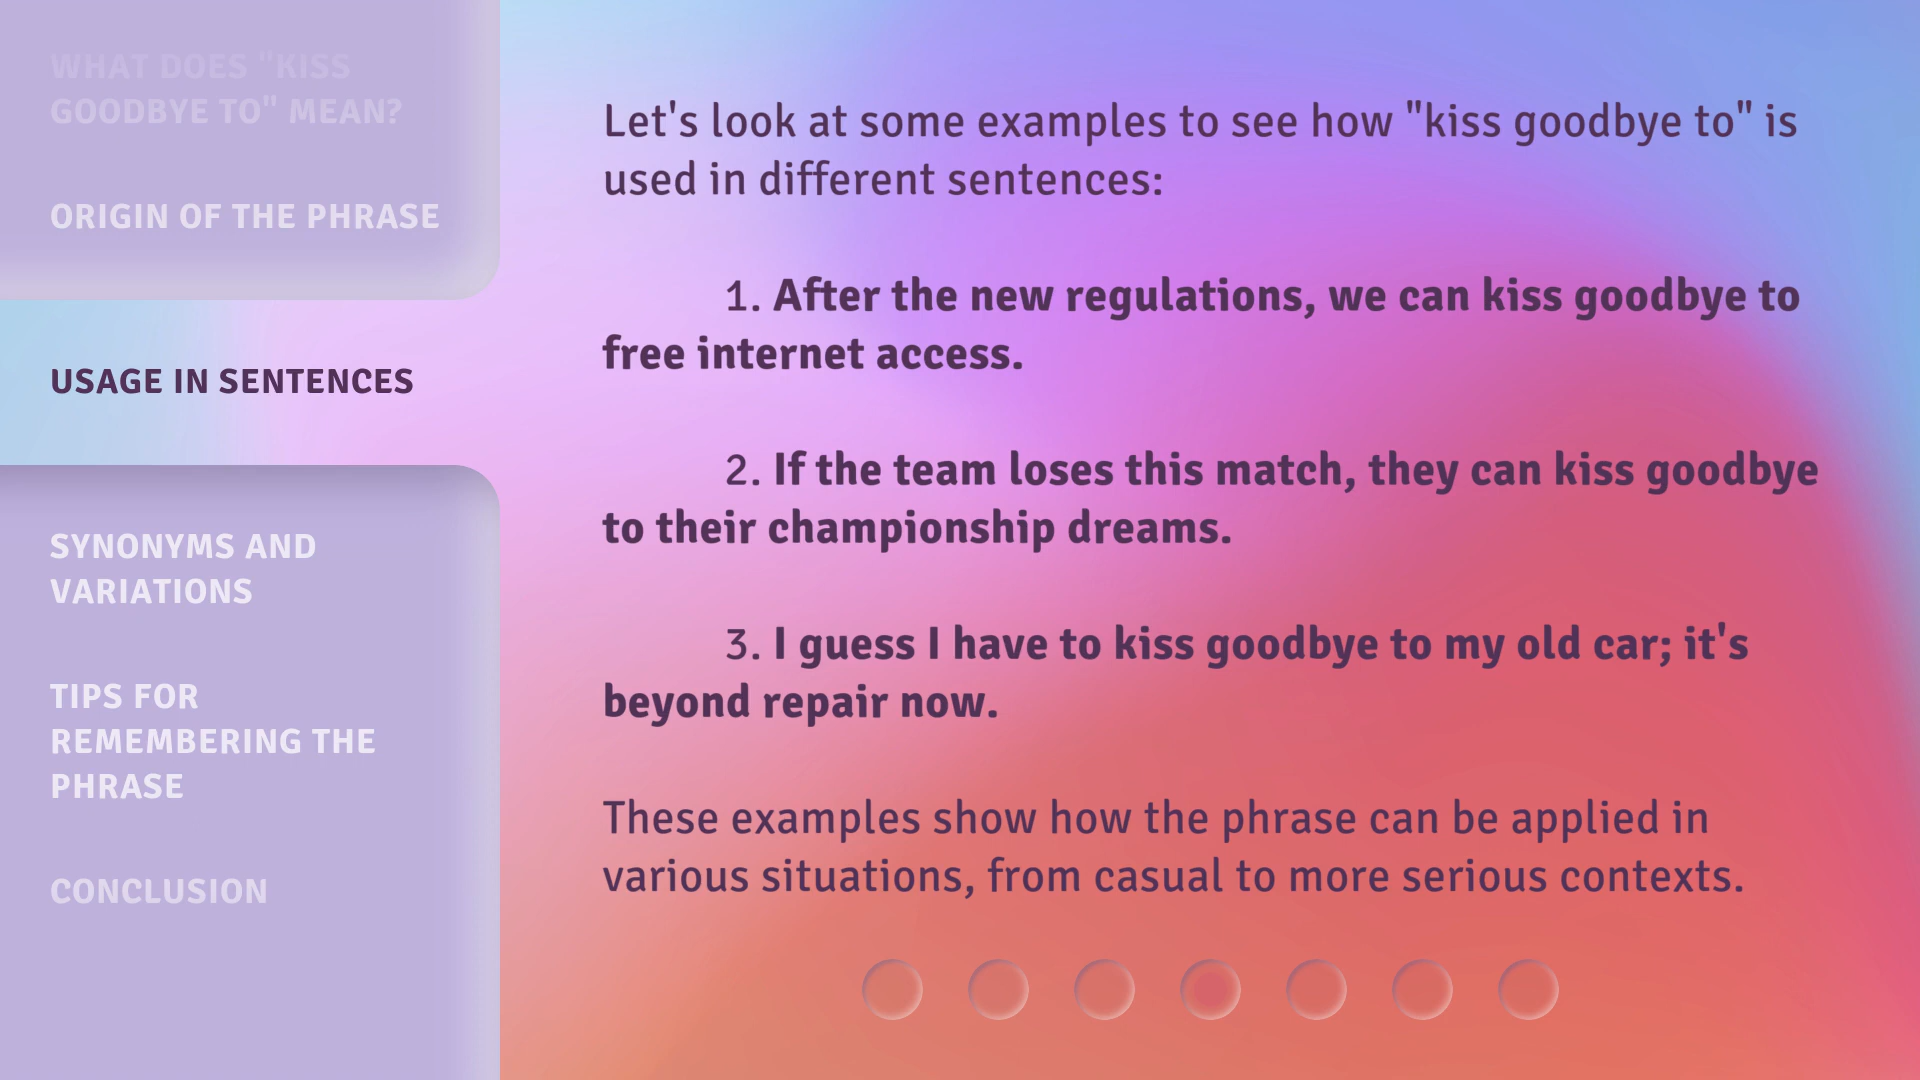 WHAT DOES "KISS
GOODBYE TO" MEAN?
ORIGIN OF THE PHRASE
USAGE IN SENTENCES
SYNONYMS AND
VARIATIONS
TIPS FOR
REMEMBERING THE
PHRASE
CONCLUSION
Let's look at some examples to see how "kiss goodbye to" is
used in different sentences:
1. After the new regulations, we can kiss goodbye to
free internet access.
2. If the team loses this match, they can kiss goodbye
to their championship dreams.
3. I guess I have to kiss goodbye to my old car; it's
beyond repair now.
These examples show how the phrase can be applied in
various situations, from casual to more serious contexts.